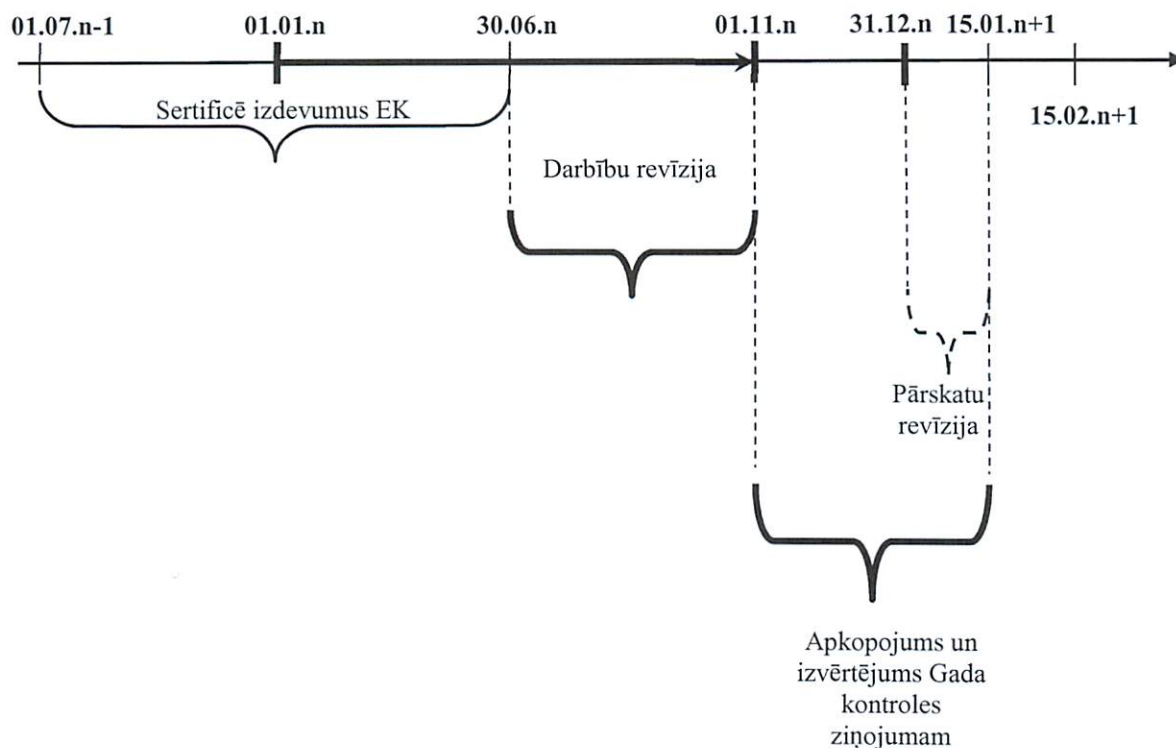 01.07.n-1 01.01.n 30.06.n 01.11.n 31.12.n 15.01.n+1
15.02.n+1
Sertificē izdevumus EK
Darbību revīzija
Pārskatu
revīzija
Apkopojums un
izvērtējums Gada
kontroles
ziņojumam